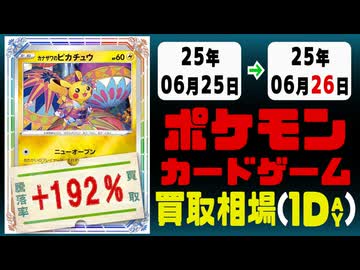 カナザワのピカチュウ
HP60
ニューオープン
騰落率
+192%
買取
25年
06月25日
25年
06月26日
ポケモン
カードゲーム
買取相場(1D)